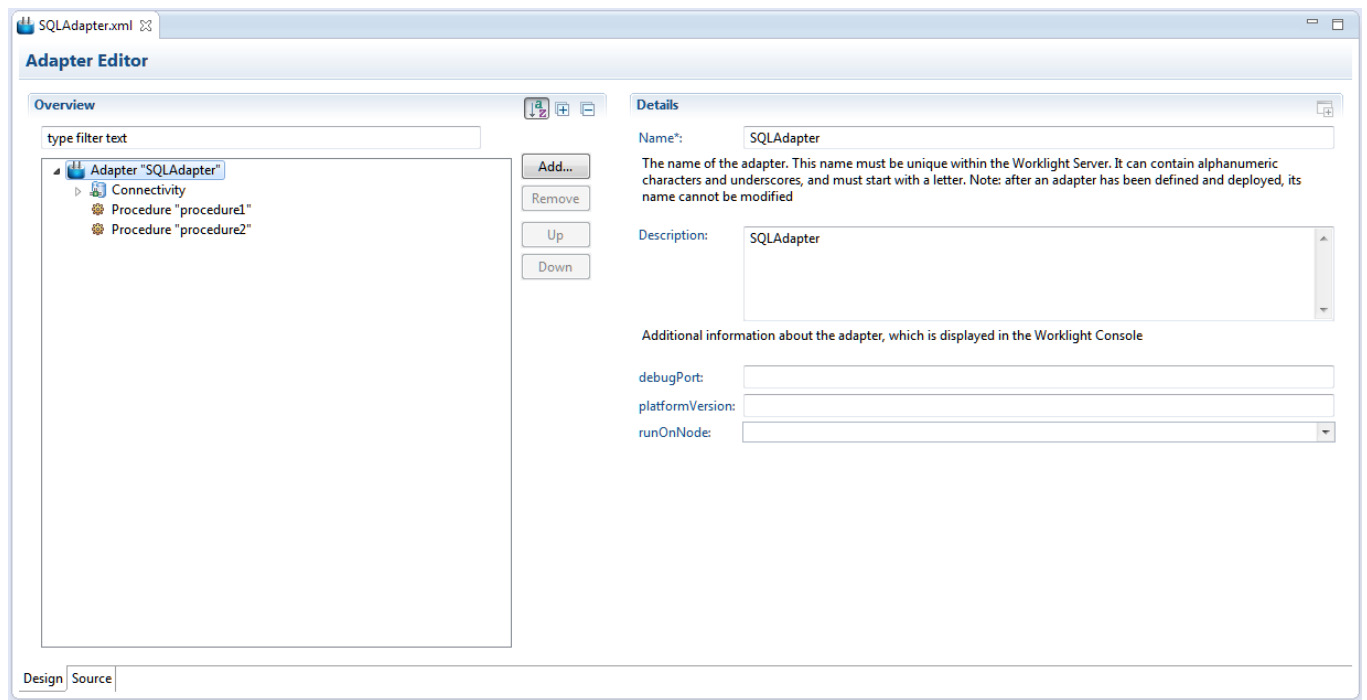 SQLAdapter.xml
Adapter Editor
Overview
type filter text
Adapter "SQLAdapter"
Connectivity
Procedure "procedure1"
Procedure "procedure2"
Add...
Remove
Up
Down
Details
Name*:
SQLAdapter
The name of the adapter. This name must be unique within the Worklight Server. It can contain alphanumeric
characters and underscores, and must start with a letter. Note: after an adapter has been defined and deployed, its
name cannot be modified
Description:
SQLAdapter
Additional information about the adapter, which is displayed in the Worklight Console
debugPort:
platformVersion:
runOnNode:
Design
Source